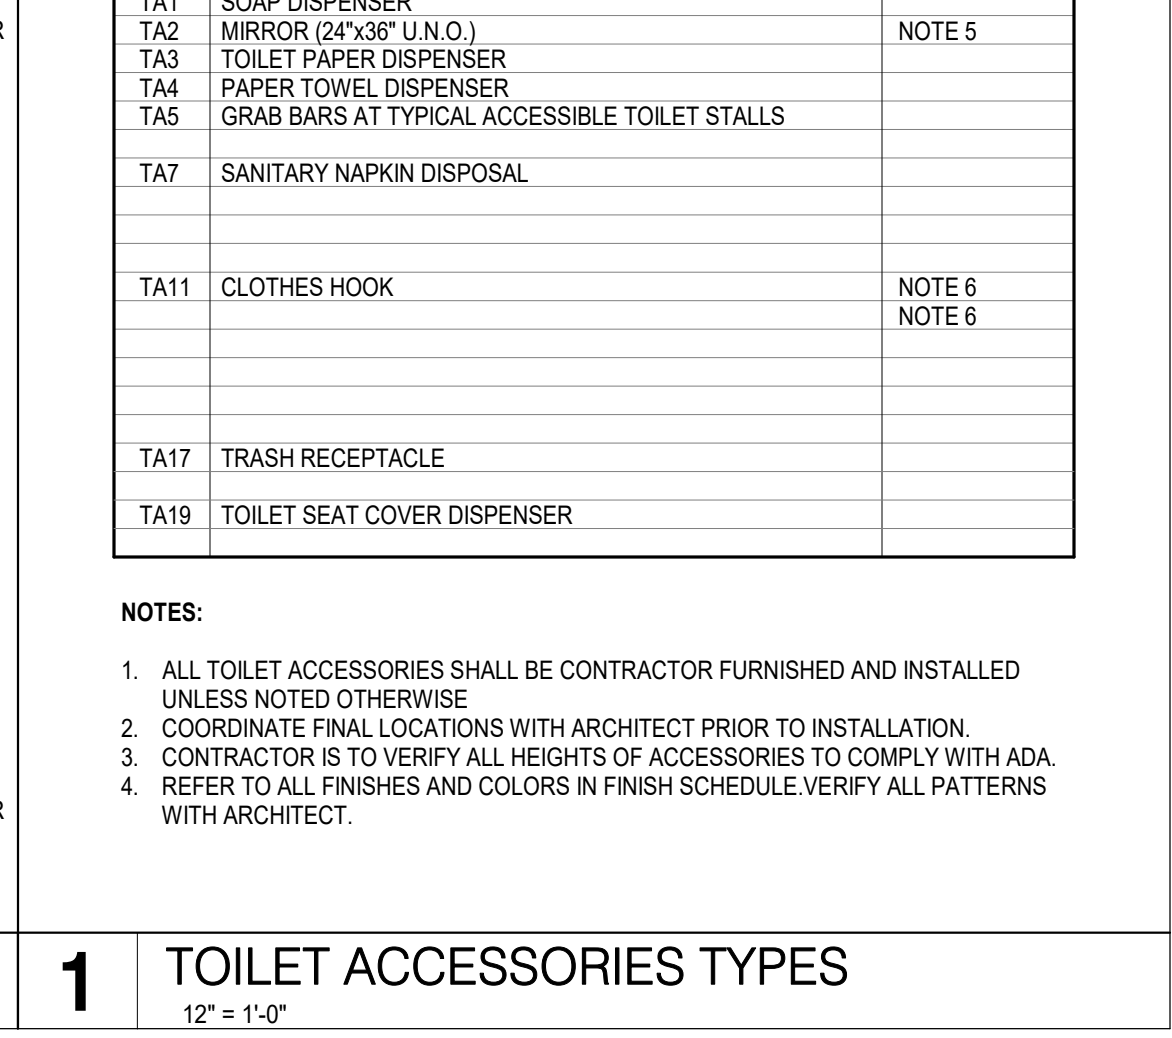 TA1 SOAP DISPENSER
R
TA2 MIRROR (24"x36" U.N.O.) NOTE 5
TA3 TOILET PAPER DISPENSER
TA4 PAPER TOWEL DISPENSER
TA5 GRAB BARS AT TYPICAL ACCESSIBLE TOILET STALLS
TA7 SANITARY NAPKIN DISPOSAL
TA11 CLOTHES HOOK NOTE 6
NOTE 6
TA17 TRASH RECEPTACLE
TA19 TOILET SEAT COVER DISPENSER
NOTES:
1. ALL TOILET ACCESSORIES SHALL BE CONTRACTOR FURNISHED AND INSTALLED
UNLESS NOTED OTHERWISE
2. COORDINATE FINAL LOCATIONS WITH ARCHITECT PRIOR TO INSTALLATION.
3. CONTRACTOR IS TO VERIFY ALL HEIGHTS OF ACCESSORIES TO COMPLY WITH ADA.
4. REFER TO ALL FINISHES AND COLORS IN FINISH SCHEDULE.VERIFY ALL PATTERNS
R
WITH ARCHITECT.
1 TOILET ACCESSORIES TYPES
12" = 1'-0"